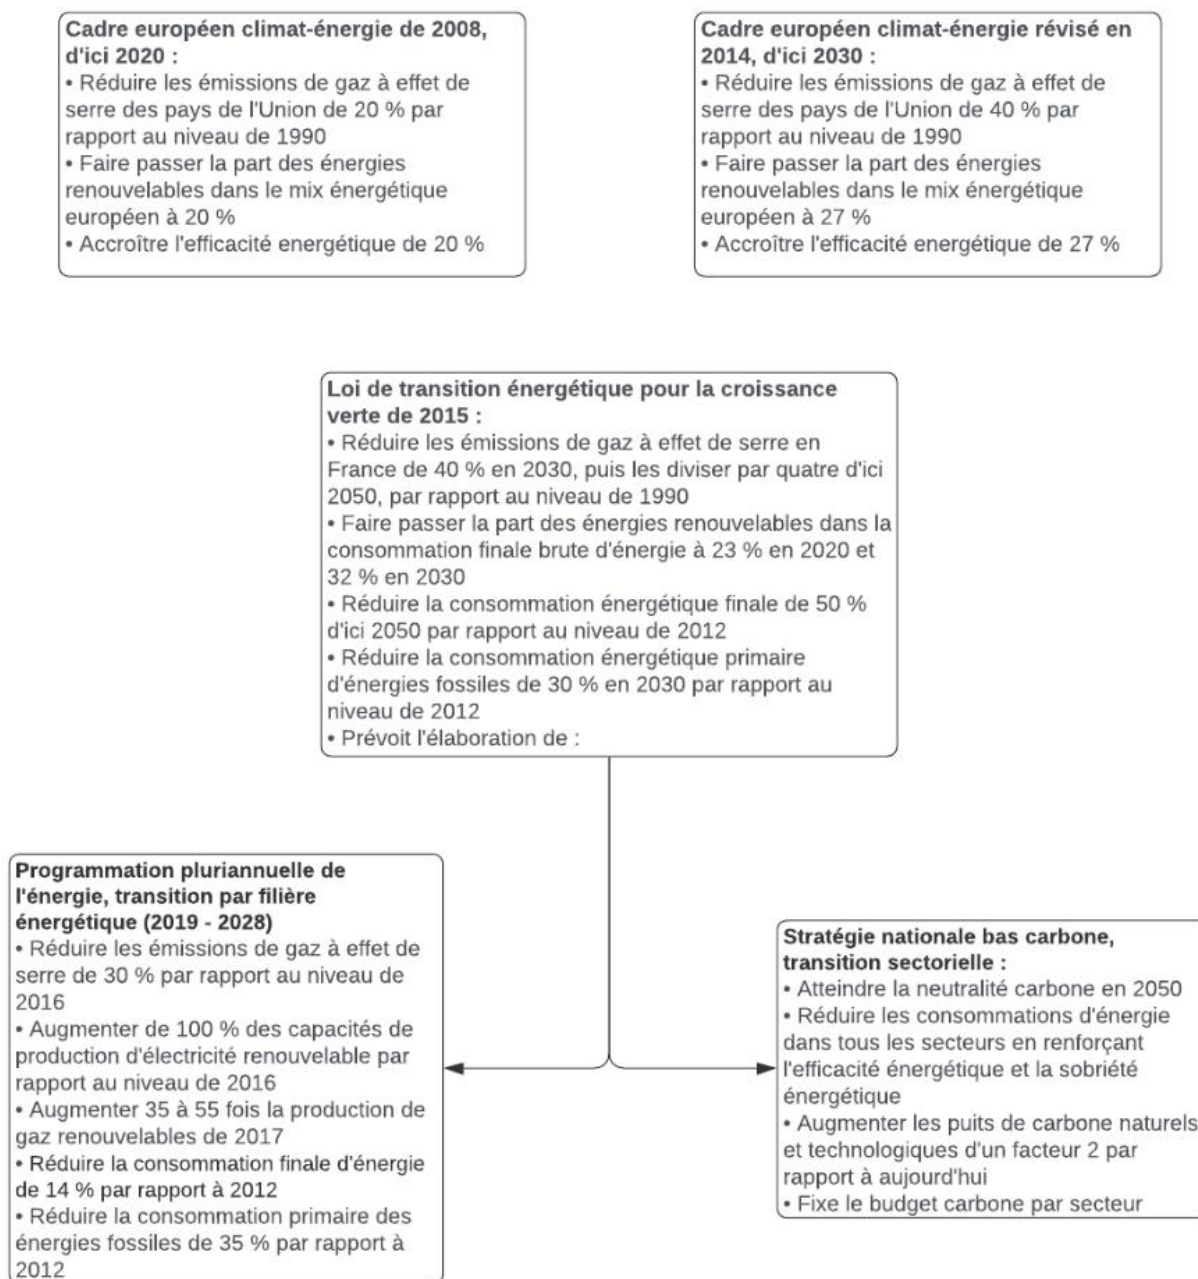 Cadre européen climat-énergie de 2008,
d'ici 2020 :
• Réduire les émissions de gaz à effet de
serre des pays de l'Union de 20 % par
rapport au niveau de 1990
• Faire passer la part des énergies
renouvelables dans le mix énergétique
européen à 20 %
• Accroître l'efficacité energétique de 20 %
Cadre européen climat-énergie révisé en
2014, d'ici 2030 :
• Réduire les émissions de gaz à effet de
serre des pays de l'Union de 40 % par
rapport au niveau de 1990
• Faire passer la part des énergies
renouvelables dans le mix énergétique
européen à 27 %
• Accroître l'efficacité energétique de 27 %
Loi de transition énergétique pour la croissance
verte de 2015 :
• Réduire les émissions de gaz à effet de serre en
France de 40 % en 2030, puis les diviser par quatre d'ici
2050, par rapport au niveau de 1990
• Faire passer la part des énergies renouvelables dans la
consommation finale brute d'énergie à 23 % en 2020 et
32 % en 2030
• Réduire la consommation énergétique finale de 50 %
d'ici 2050 par rapport au niveau de 2012
• Réduire la consommation énergétique primaire
d'énergies fossiles de 30 % en 2030 par rapport au
niveau de 2012
• Prévoit l'élaboration de :
Programmation pluriannuelle de
l'énergie, transition par filière
énergétique (2019 - 2028)
• Réduire les émissions de gaz à effet de
serre de 30 % par rapport au niveau de
2016
• Augmenter de 100 % des capacités de
production d'électricité renouvelable par
rapport au niveau de 2016
• Augmenter 35 à 55 fois la production de
gaz renouvelables de 2017
• Réduire la consommation finale d'énergie
de 14 % par rapport à 2012
• Réduire la consommation primaire des
énergies fossiles de 35 % par rapport à
2012
Stratégie nationale bas carbone,
transition sectorielle :
• Atteindre la neutralité carbone en 2050
• Réduire les consommations d'énergie
dans tous les secteurs en renforçant
l'efficacité énergétique et la sobriété
énergétique
• Augmenter les puits de carbone naturels
et technologiques d'un facteur 2 par
rapport à aujourd'hui
• Fixe le budget carbone par secteur